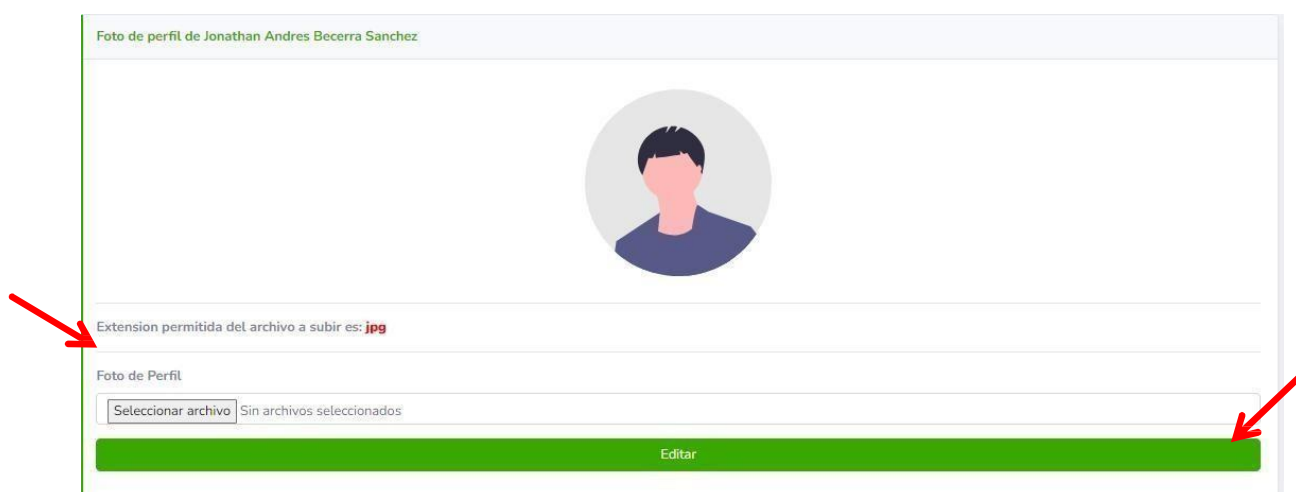 Foto de perfil de Jonathan Andres Becerra Sanchez
Extension permitida del archivo a subir es: jpg
Foto de Perfil
Seleccionar archivo Sin archivos seleccionados
Editar